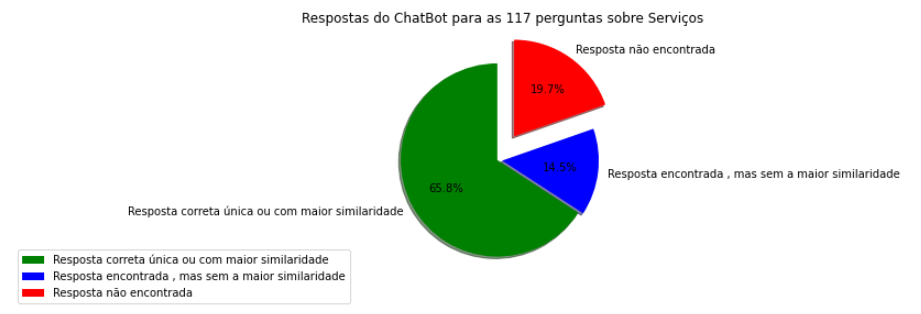 Respostas do ChatBot para as 117 perguntas sobre Serviços
Resposta não encontrada
19.7%
14.5%
Resposta encontrada , mas sem a maior similaridade
65.8%
Resposta correta única ou com maior similaridade
Resposta correta única ou com maior similaridade
Resposta encontrada , mas sem a maior similaridade
Resposta não encontrada